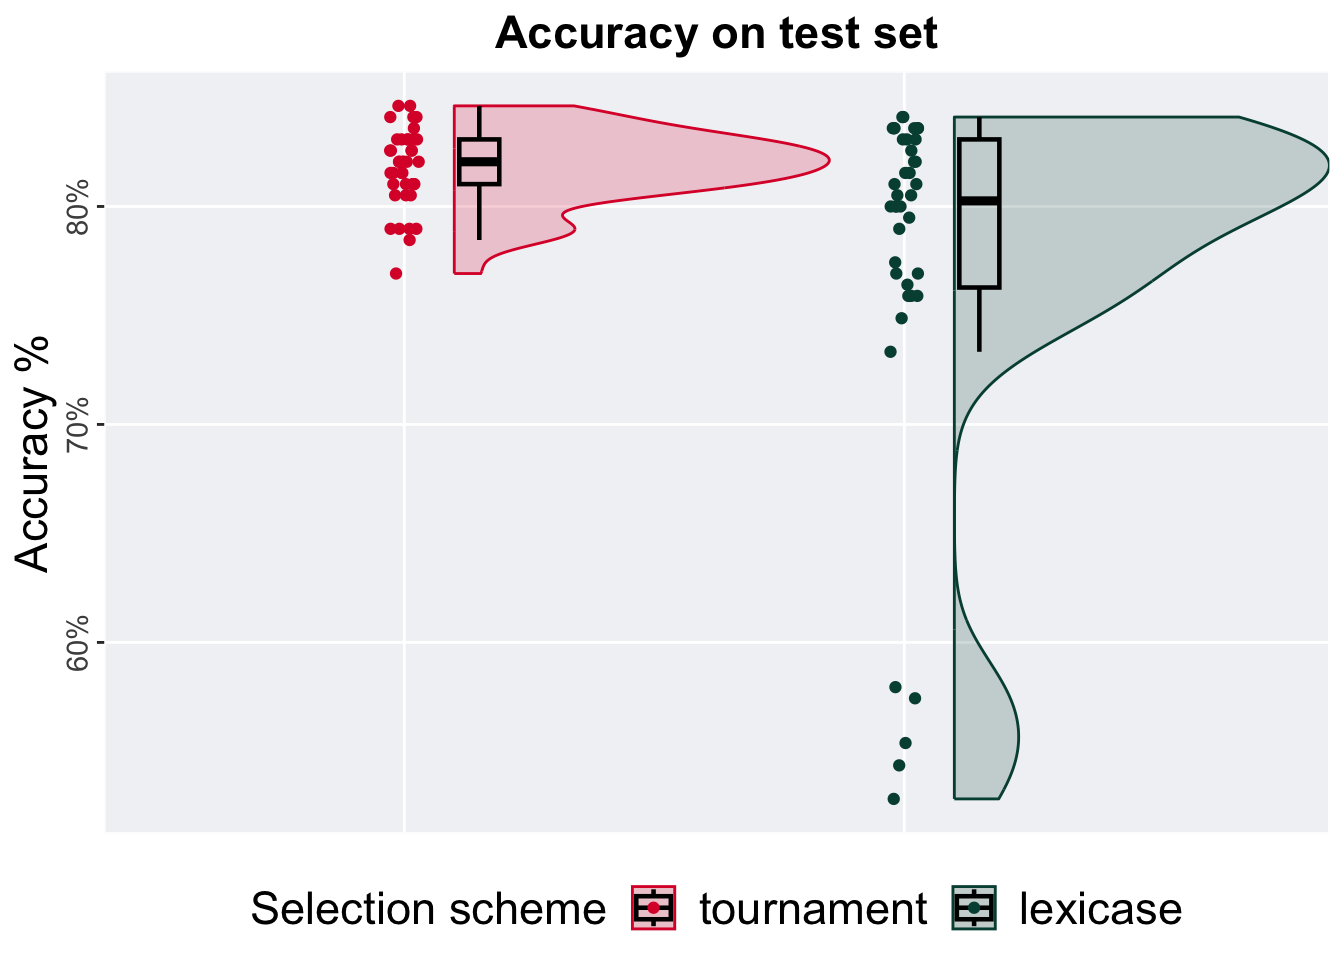 Accuracy on test set
Accuracy %
80%
70%
60%
Selection scheme tournament lexicase